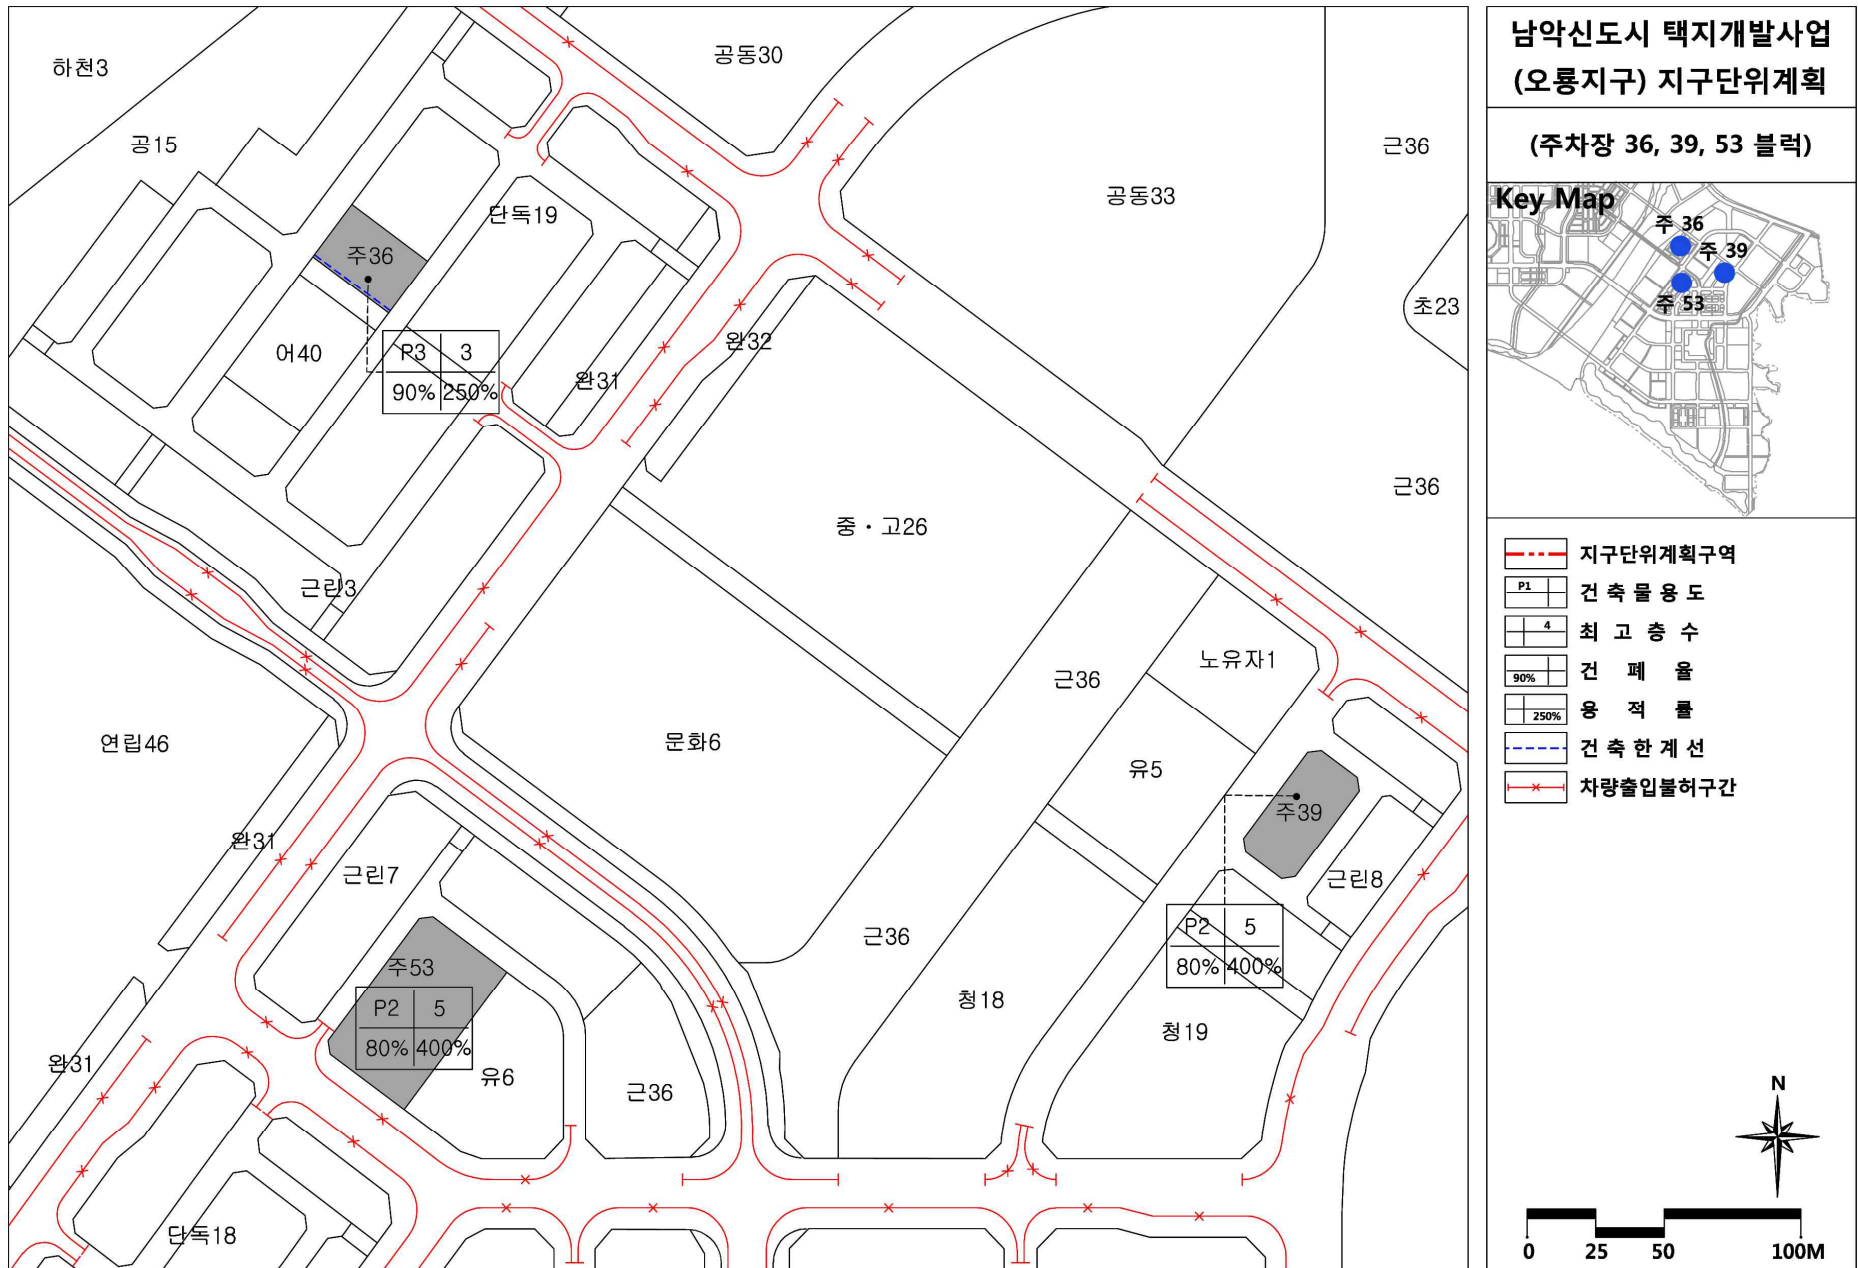 남악신도시 택지개발사업
(오룡지구) 지구단위계획
(주차장 36, 39, 53 블럭)
Key Map
주 36
주 39
주 53
지구단위계획구역
P1
건축물용도
4
최고층수
90%
건폐율
250%
용적률
건축한계선
차량출입불허구간
N
0 25 50 100M
하천3
공동30
공15
근36
공동33
단독19
주36
초23
완32
어40
P3 3
90% 250%
완31
근36
중·고26
근린3
노유자1
근36
연립46
문화6
유5
주39
완31
근린7
근린8
P2 5
80% 400%
근36
주53
청18
P2 5
80% 400%
청19
완31
유6
근36
단독18